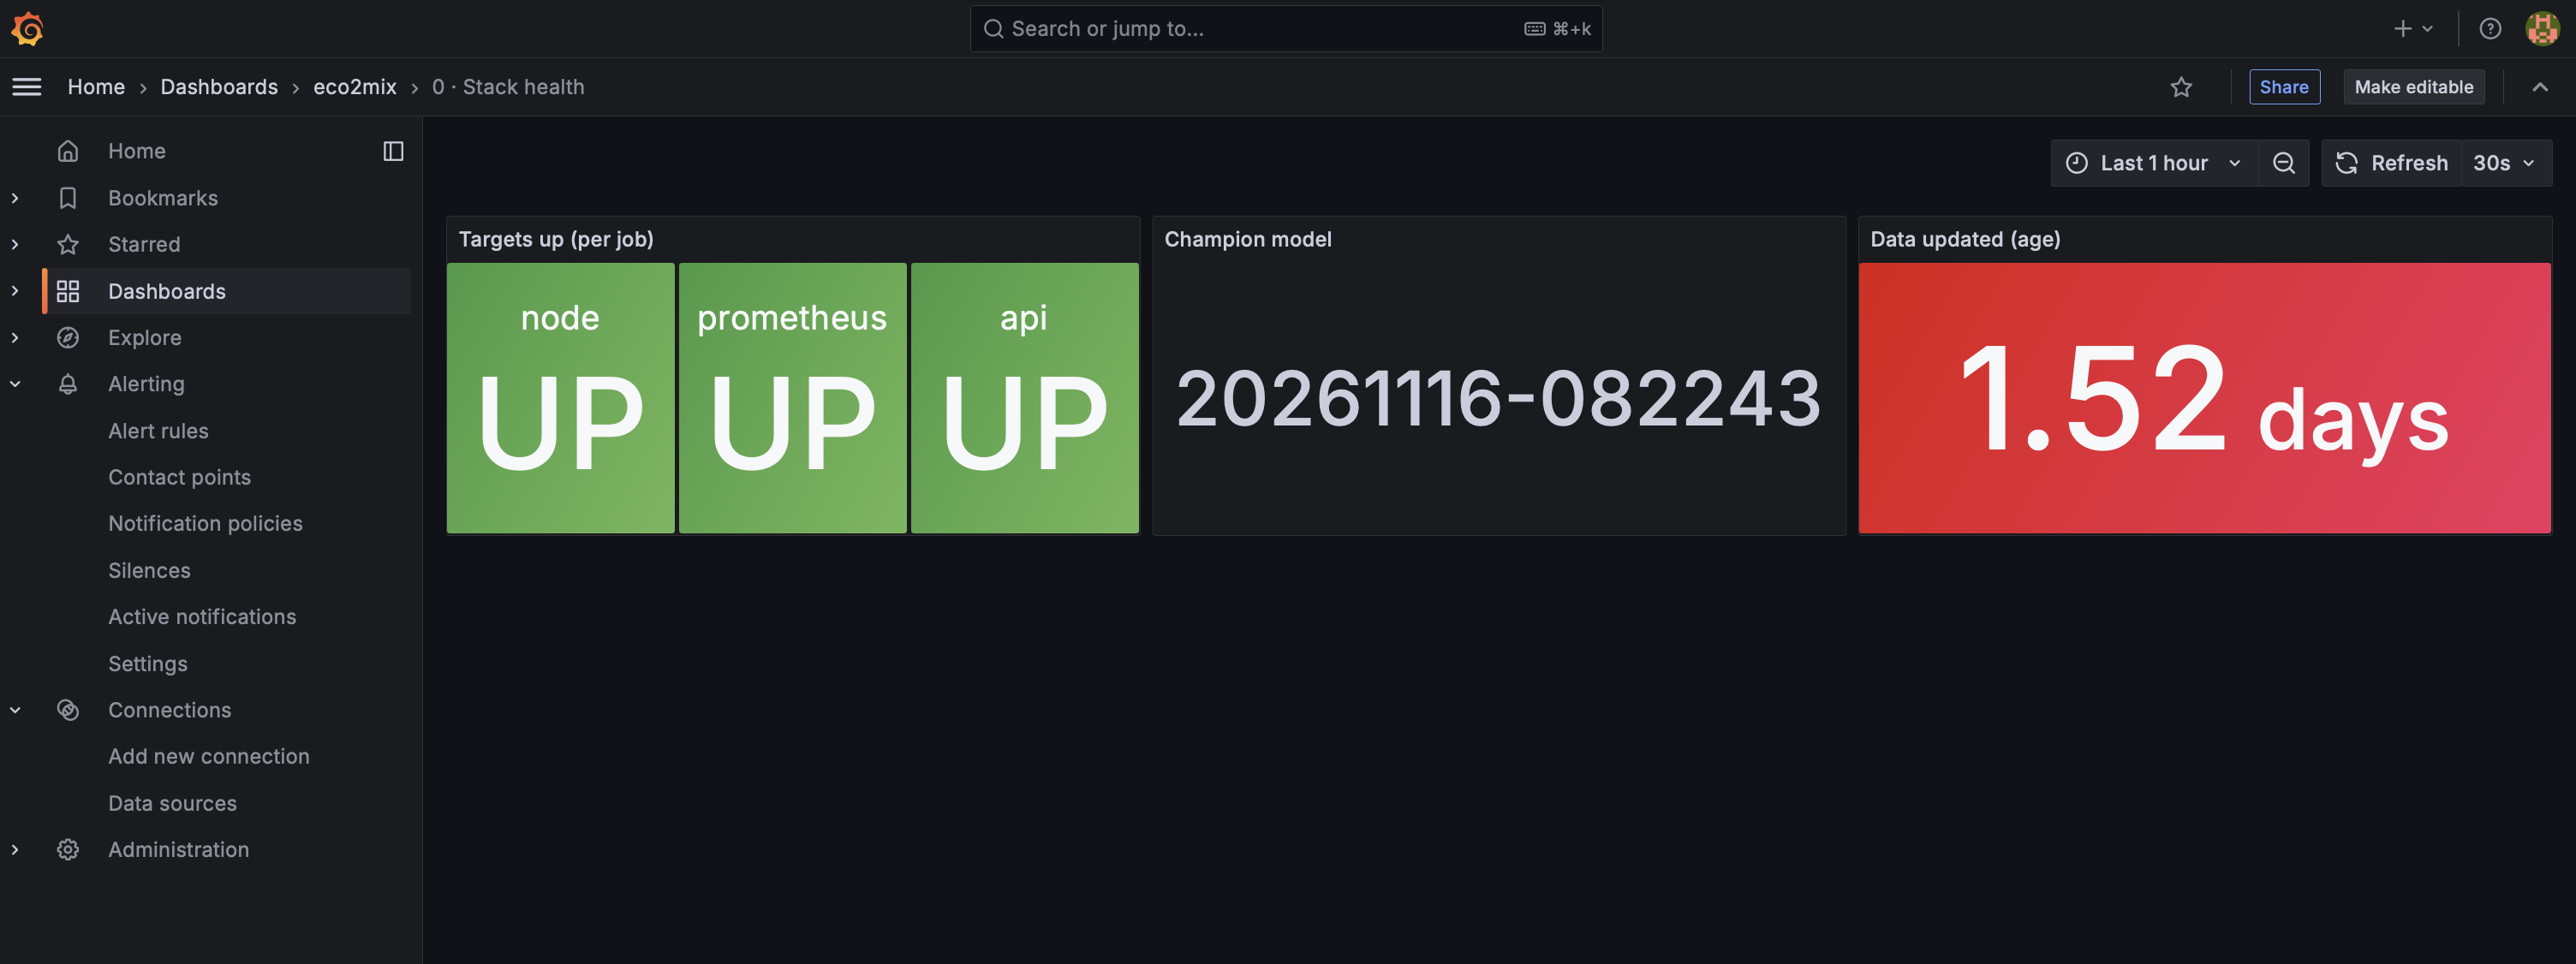 Search or jump to...
⌘+k
Home › Dashboards › eco2mix › 0 · Stack health
Share
Make editable
Home
Bookmarks
Starred
Dashboards
Explore
Alerting
Alert rules
Contact points
Notification policies
Silences
Active notifications
Settings
Connections
Add new connection
Data sources
Administration
Last 1 hour
Refresh
30s
Targets up (per job)
node
UP
prometheus
UP
api
UP
Champion model
20261116-082243
Data updated (age)
1.52 days